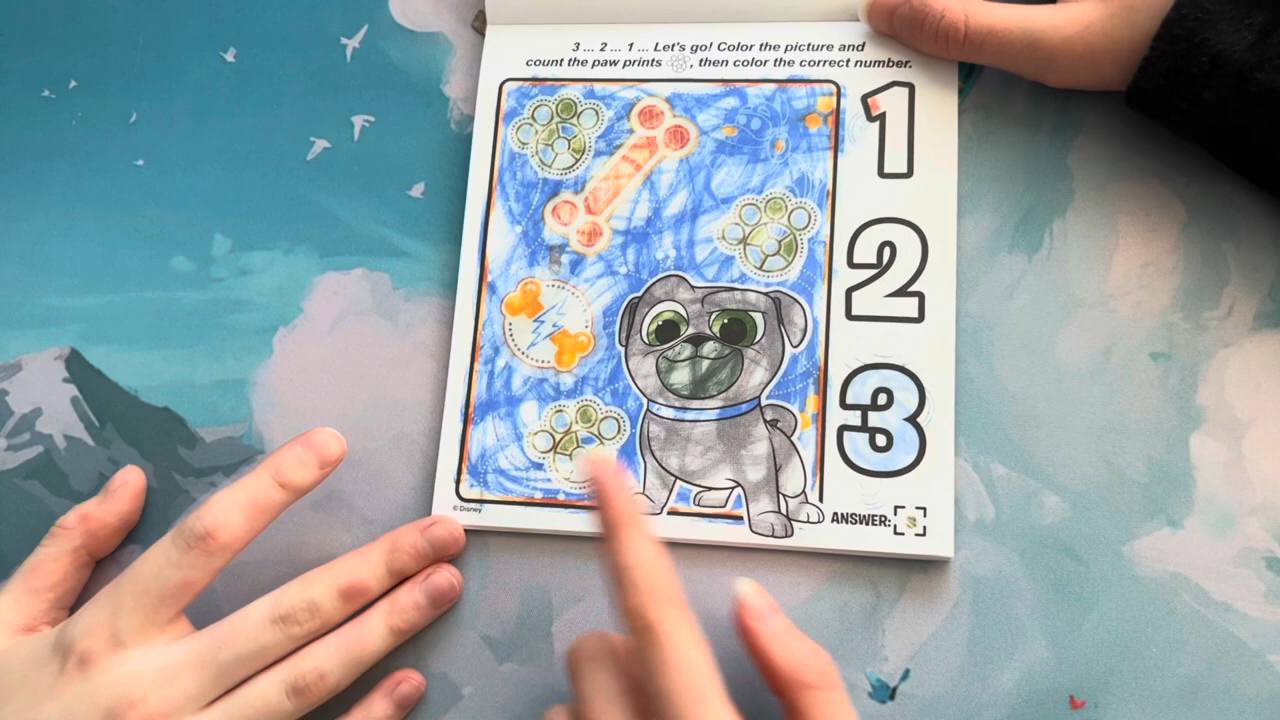 3 ... 2 ... 1 ... Let's go! Color the picture and
count the paw prints , then color the correct number.
1
2
3
© Disney
ANSWER: 3